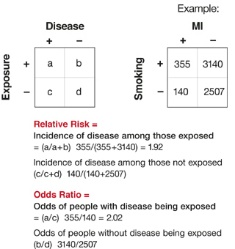 Example:
Disease
+ −
Exposure
+ a b
− c d
MI
+ −
Smoking
+ 355 3140
− 140 2507
Relative Risk =
Incidence of disease among those exposed
= (a/a+b) 355/(355+3140) = 1.92
Incidence of disease among those not exposed
(c/c+d) 140/(140+2507)
Odds Ratio =
Odds of people with disease being exposed
= (a/c) 355/140 = 2.02
Odds of people without disease being exposed
(b/d) 3140/2507